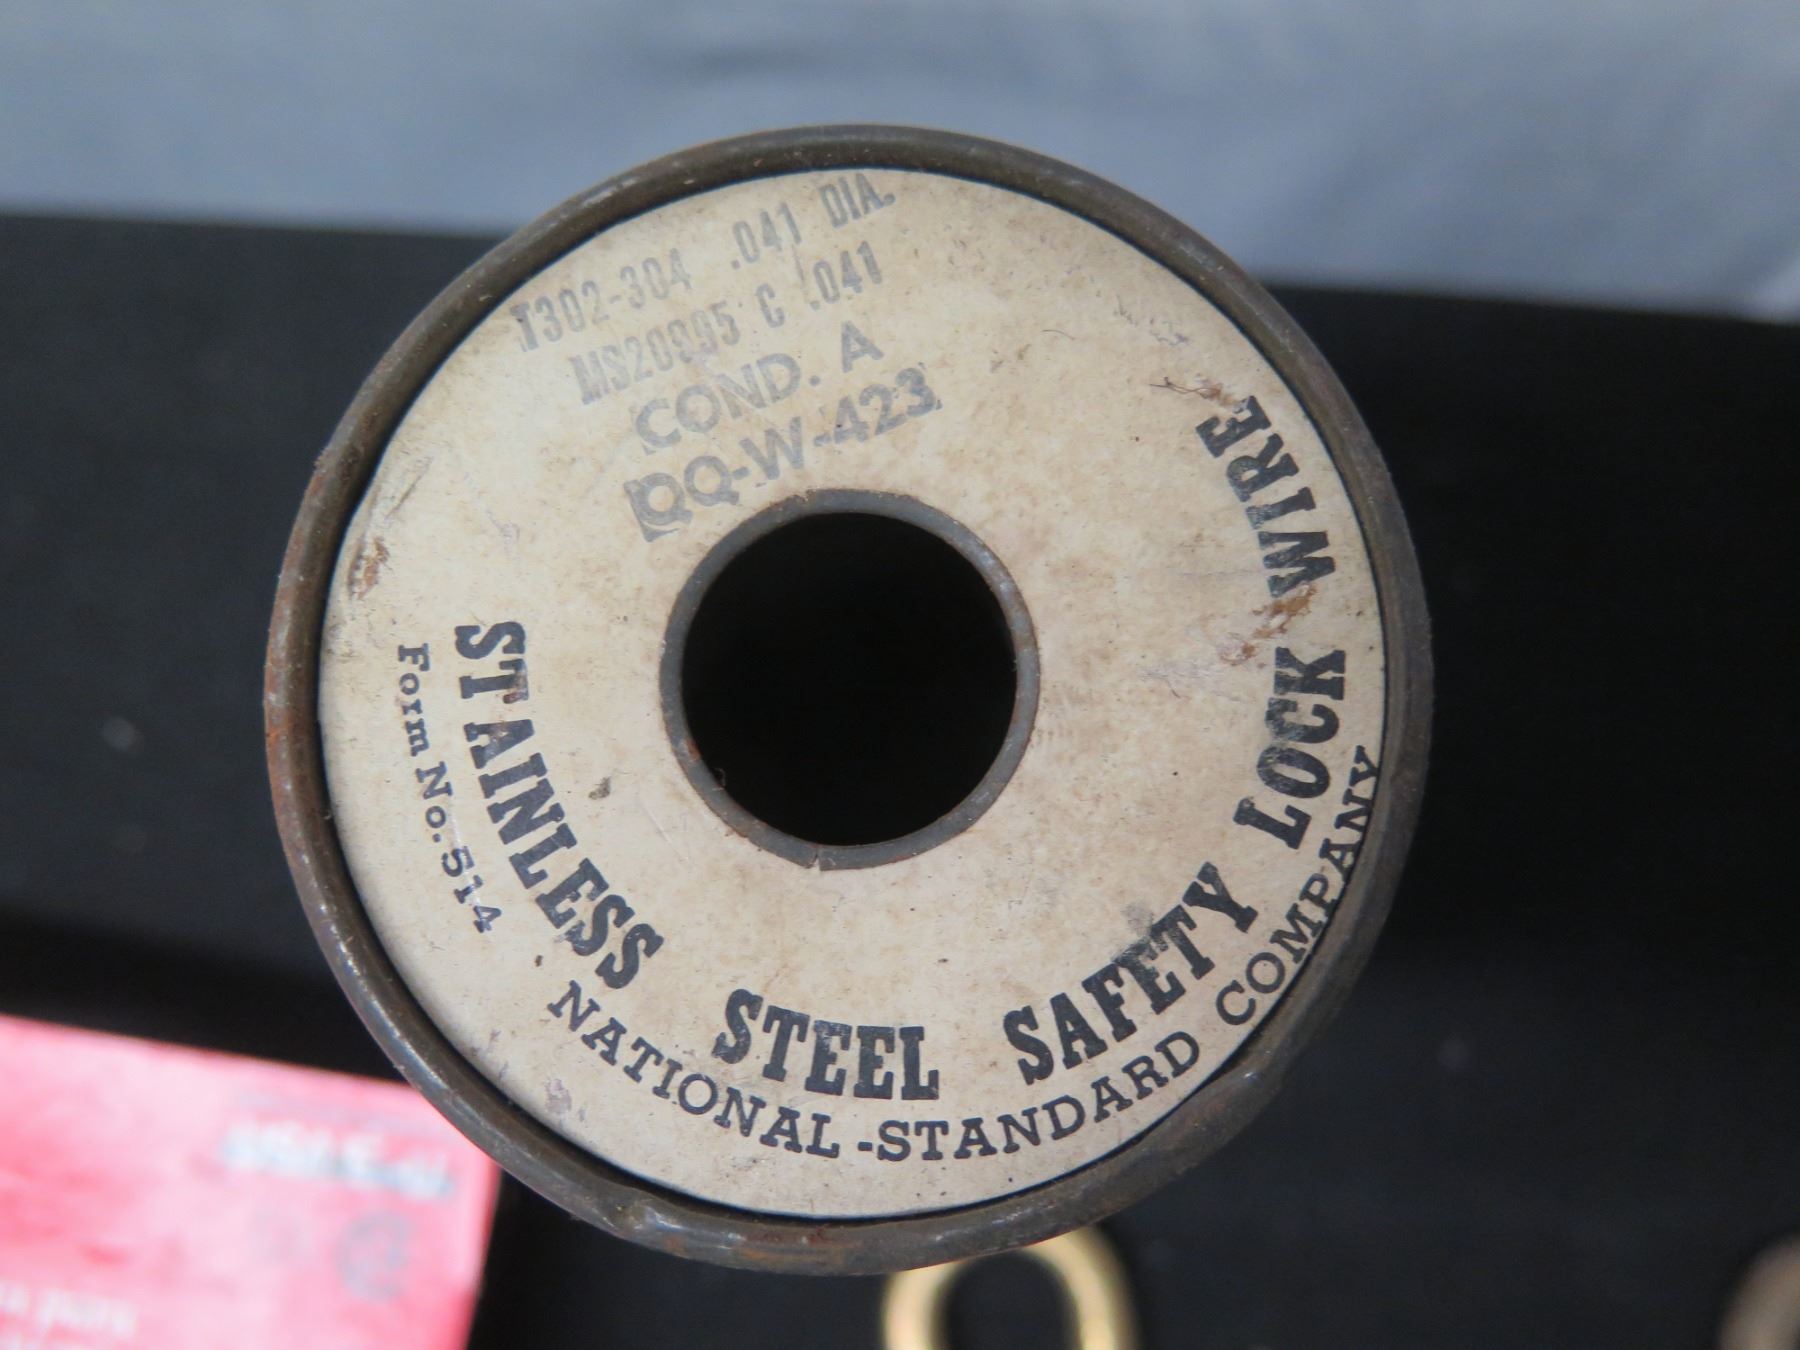 T302-304 .041 DIA.
MS20995 C .041
COND. A
QQ-W-423
STAINLESS STEEL SAFETY LOCK WIRE
NATIONAL-STANDARD COMPANY
Form No. 514